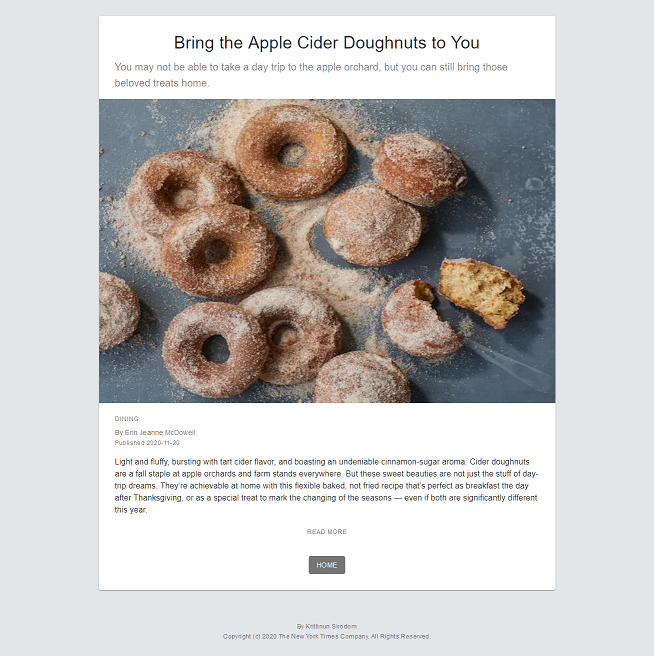 Bring the Apple Cider Doughnuts to You
You may not be able to take a day trip to the apple orchard, but you can still bring those
beloved treats home.
DINING
By Erin Jeanne McDowell
Published 2020-11-20
Light and fluffy, bursting with tart cider flavor, and boasting an undeniable cinnamon-sugar aroma: Cider doughnuts
are a fall staple at apple orchards and farm stands everywhere. But these sweet beauties are not just the stuff of day-
trip dreams. They’re achievable at home with this flexible baked, not fried recipe that’s perfect as breakfast the day
after Thanksgiving, or as a special treat to mark the changing of the seasons — even if both are significantly different
this year.
READ MORE
HOME
By Krittinun Sirodom
Copyright (c) 2020 The New York Times Company. All Rights Reserved.